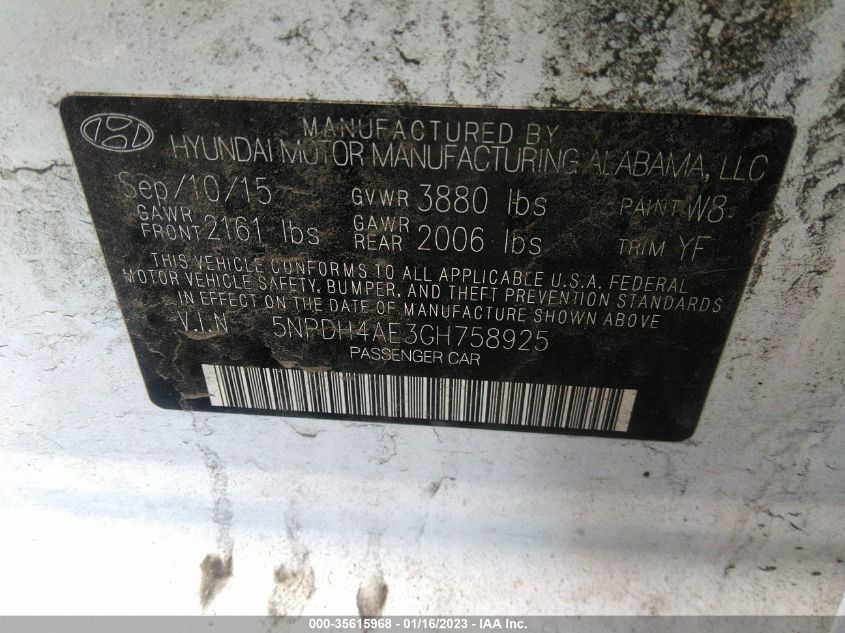 MANUFACTURED BY
HYUNDAI MOTOR MANUFACTURING ALABAMA, LLC
Sep/10/15 GVWR 3880 lbs PAINT W8
GAWR FRONT 2161 lbs GAWR REAR 2006 lbs TRIM YF
THIS VEHICLE CONFORMS TO ALL APPLICABLE U.S.A. FEDERAL
MOTOR VEHICLE SAFETY, BUMPER, AND THEFT PREVENTION STANDARDS
IN EFFECT ON THE DATE OF MANUFACTURE SHOWN ABOVE
V.I.N 5NPDH4AE3GH758925
PASSENGER CAR
000-35615968 - 01/16/2023 - IAA Inc.